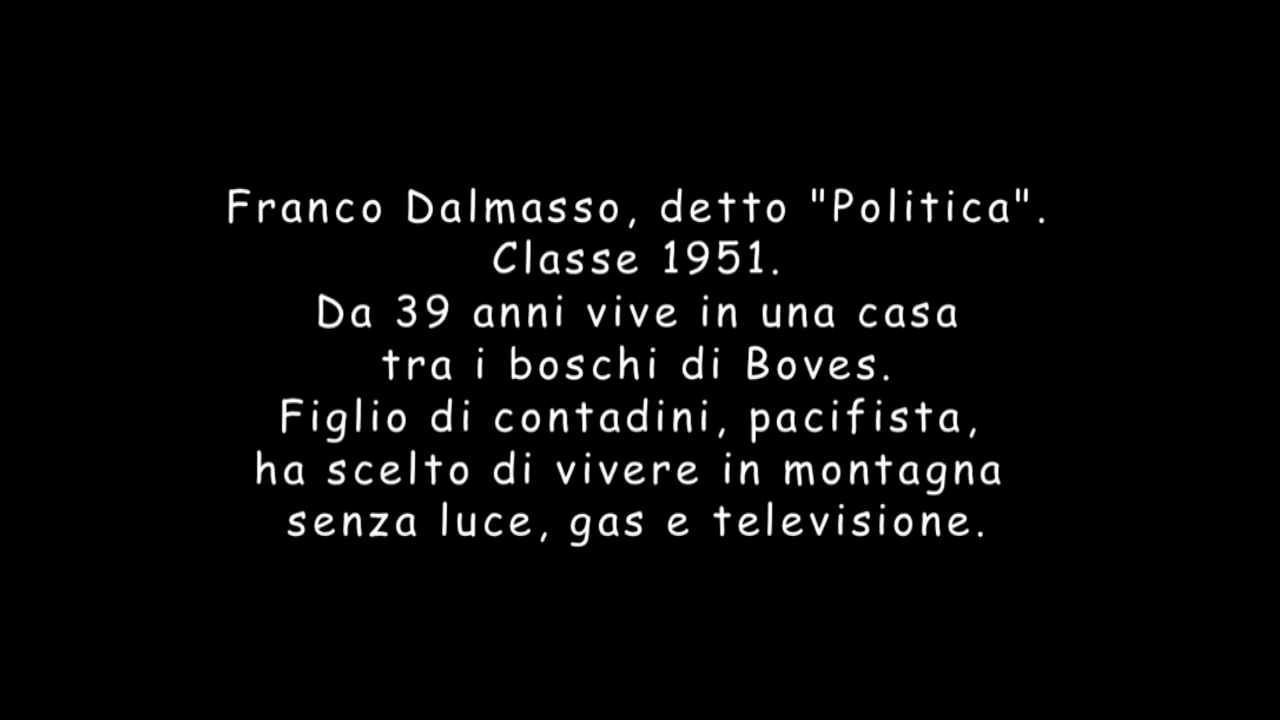 Franco Dalmasso, detto "Politica".
Classe 1951.
Da 39 anni vive in una casa
tra i boschi di Boves.
Figlio di contadini, pacifista,
ha scelto di vivere in montagna
senza luce, gas e televisione.